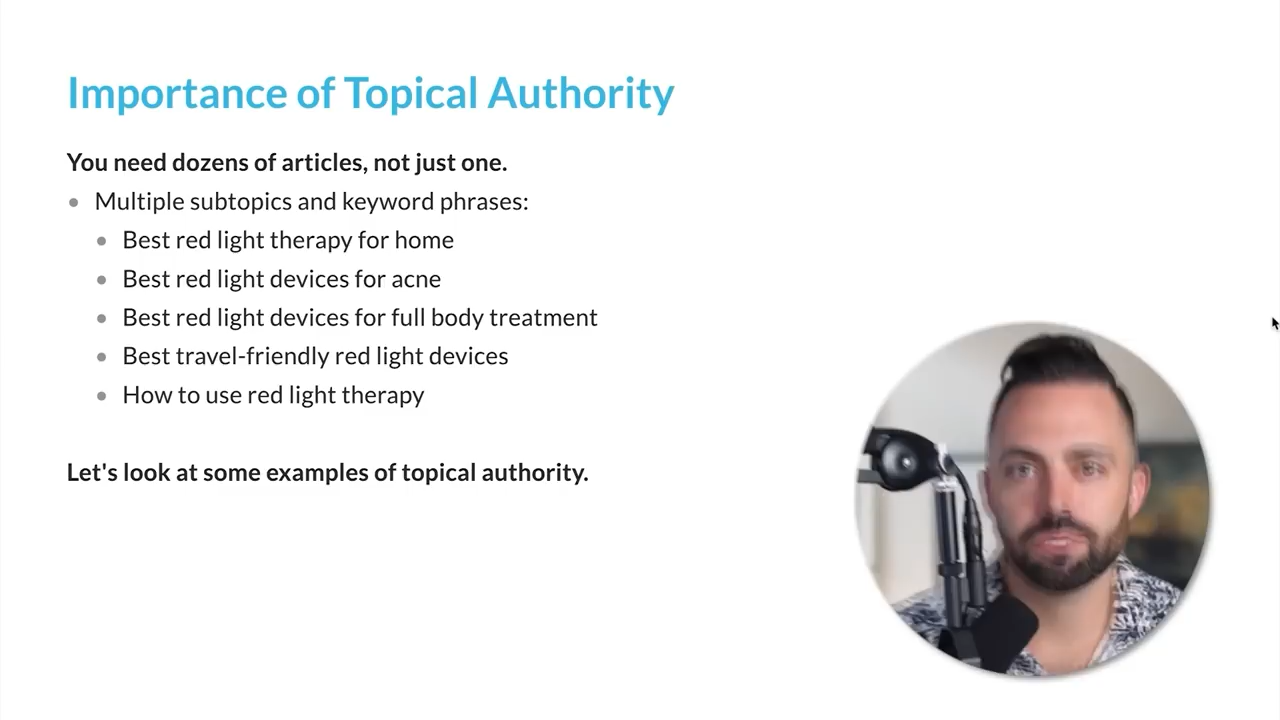 Importance of Topical Authority
You need dozens of articles, not just one.
Multiple subtopics and keyword phrases:
Best red light therapy for home
Best red light devices for acne
Best red light devices for full body treatment
Best travel-friendly red light devices
How to use red light therapy
Let's look at some examples of topical authority.